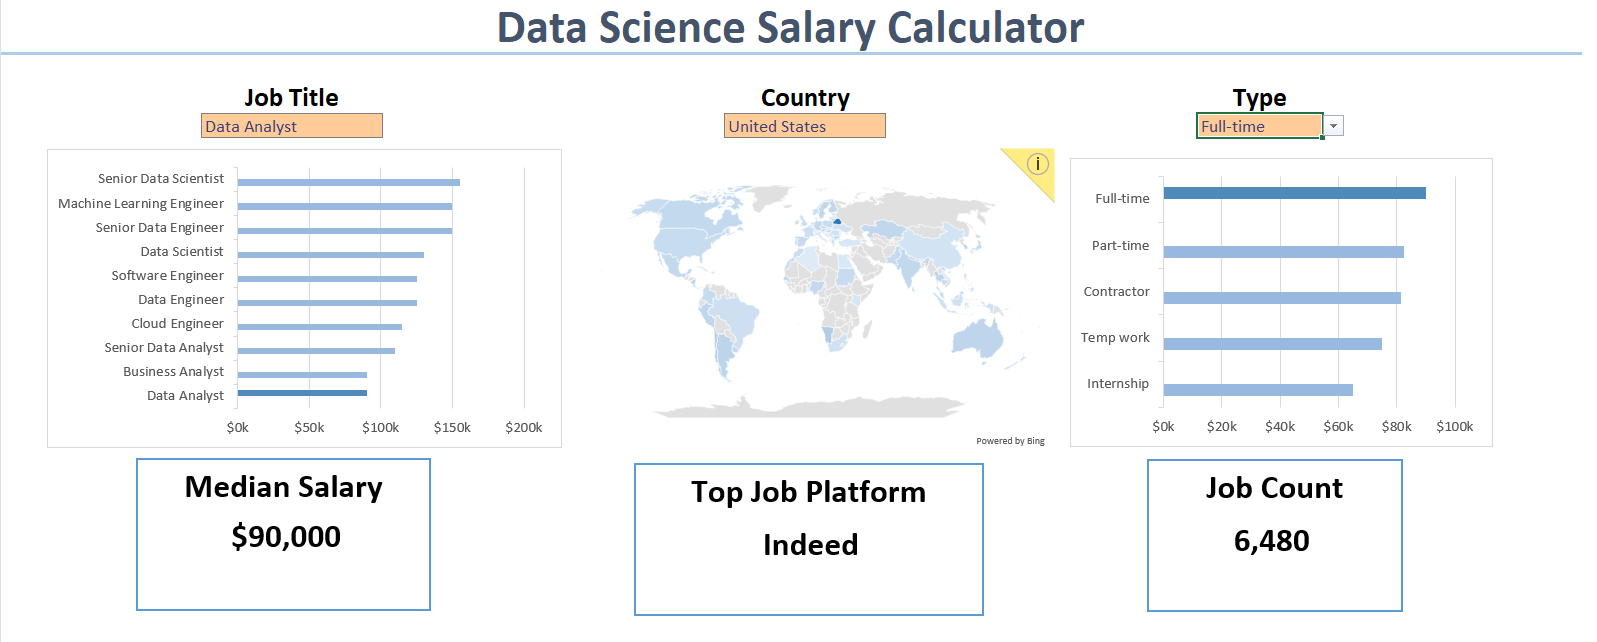 Data Science Salary Calculator
Job Title
Data Analyst
Country
United States
Type
Full-time
Senior Data Scientist
Machine Learning Engineer
Senior Data Engineer
Data Scientist
Software Engineer
Data Engineer
Cloud Engineer
Senior Data Analyst
Business Analyst
Data Analyst
$0k $50k $100k $150k $200k
i
Powered by Bing
Full-time
Part-time
Contractor
Temp work
Internship
$0k $20k $40k $60k $80k $100k
Median Salary
$90,000
Top Job Platform
Indeed
Job Count
6,480